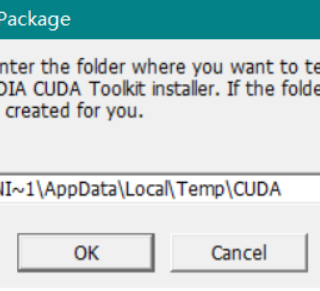 Package
nter the folder where you want to te
DIA CUDA Toolkit installer. If the folde
created for you.
NI~1\AppData\Local\Temp\CUDA
OK
Cancel